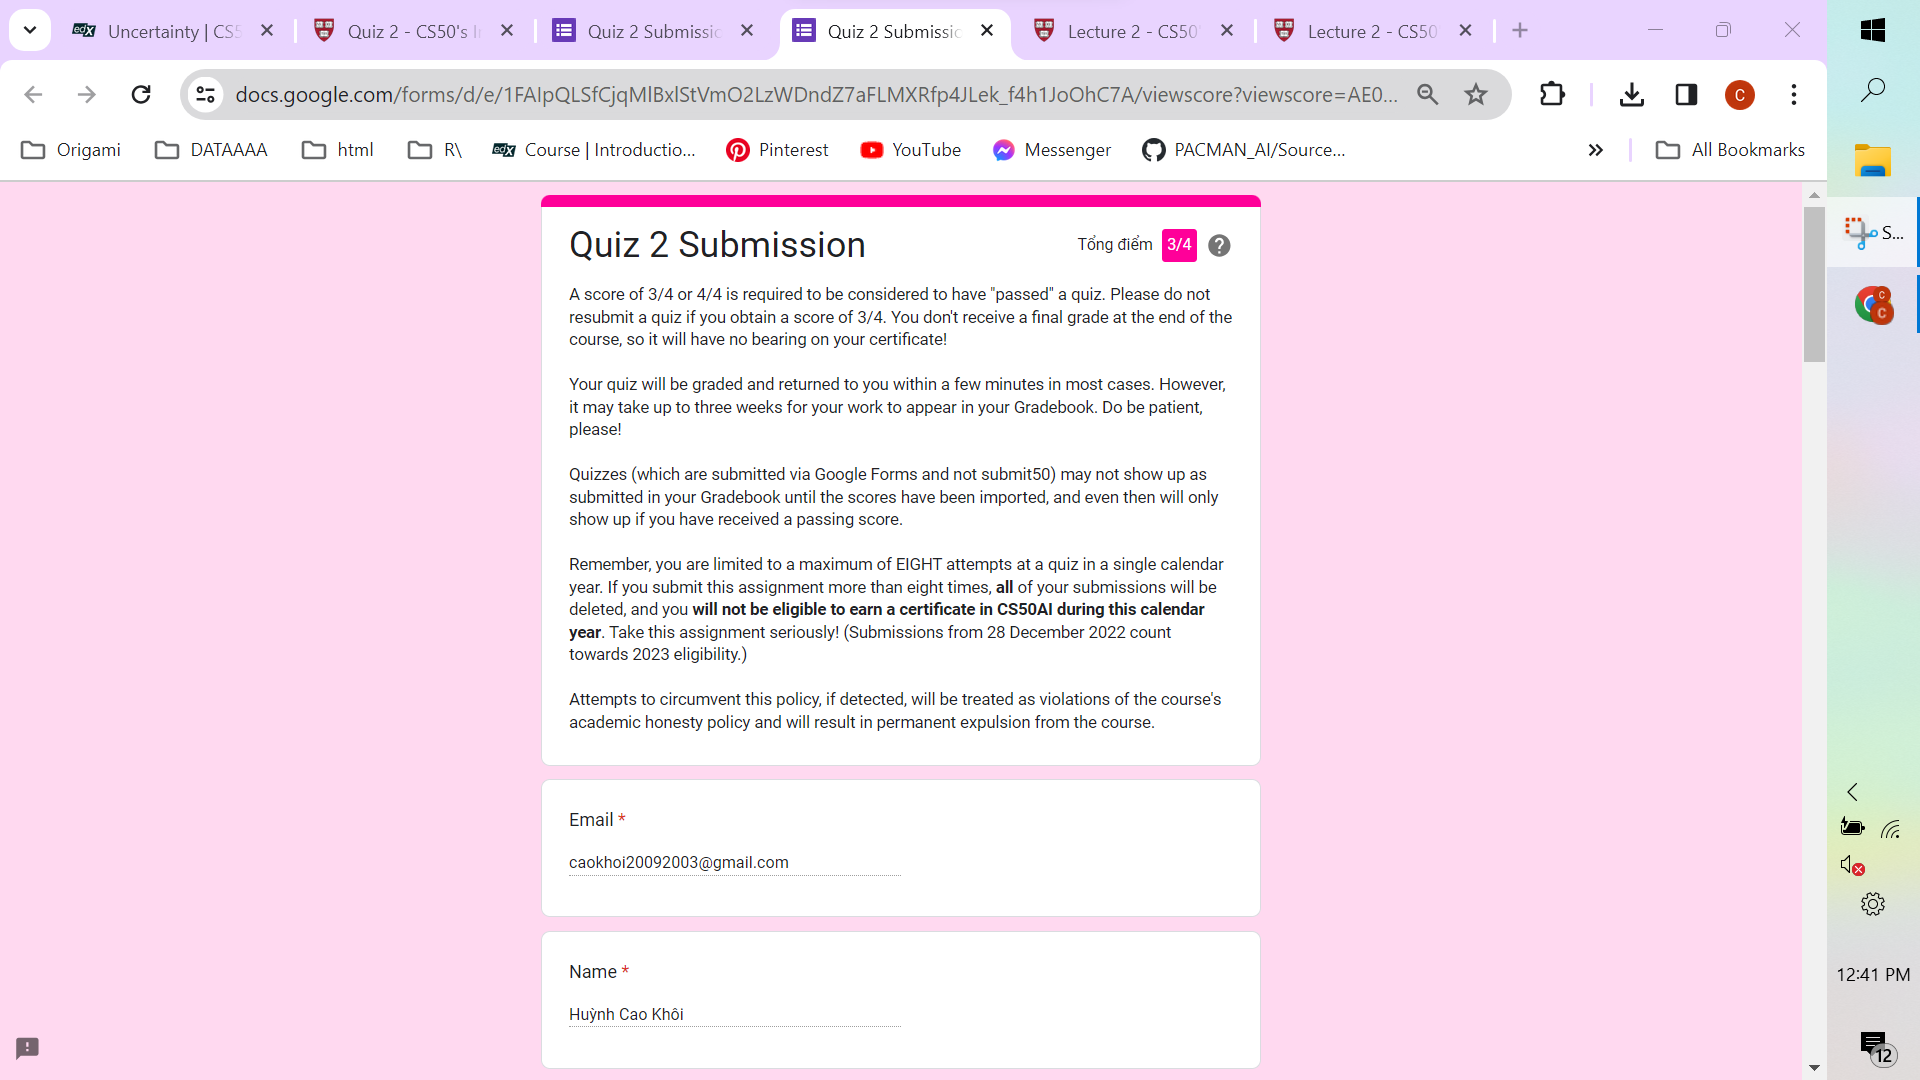 Uncertainty | CS5
Quiz 2 - CS50's I
Quiz 2 Submissio
Quiz 2 Submissio
Lecture 2 - CS50'
Lecture 2 - CS50
docs.google.com/forms/d/e/1FAIpQLSfCjqMlBxlStVmO2LzWDndZ7aFLMXRfp4JLek_f4h1JoOhC7A/viewscore?viewscore=AE0...
C
Origami
DATAAAA
html
R\
edX
Course | Introductio...
Pinterest
YouTube
Messenger
PACMAN_AI/Source...
All Bookmarks
Quiz 2 Submission
Tổng điểm 3/4
A score of 3/4 or 4/4 is required to be considered to have "passed" a quiz. Please do not
resubmit a quiz if you obtain a score of 3/4. You don't receive a final grade at the end of the
course, so it will have no bearing on your certificate!
Your quiz will be graded and returned to you within a few minutes in most cases. However,
it may take up to three weeks for your work to appear in your Gradebook. Do be patient,
please!
Quizzes (which are submitted via Google Forms and not submit50) may not show up as
submitted in your Gradebook until the scores have been imported, and even then will only
show up if you have received a passing score.
Remember, you are limited to a maximum of EIGHT attempts at a quiz in a single calendar
year. If you submit this assignment more than eight times, all of your submissions will be
deleted, and you will not be eligible to earn a certificate in CS50AI during this calendar
year. Take this assignment seriously! (Submissions from 28 December 2022 count
towards 2023 eligibility.)
Attempts to circumvent this policy, if detected, will be treated as violations of the course's
academic honesty policy and will result in permanent expulsion from the course.
Email *
caokhoi20092003@gmail.com
Name *
Huỳnh Cao Khôi
S...
C
C
12:41 PM
12